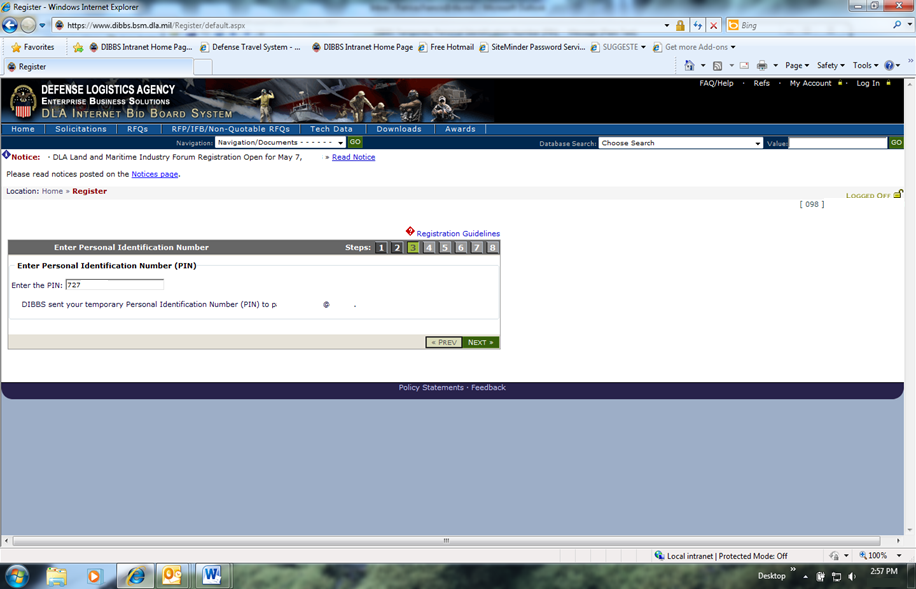 Register - Windows Internet Explorer
https://www.dibbs.bsm.dla.mil/Register/default.aspx
Bing
Favorites DIBBS Intranet Home Pag... Defense Travel System - ... DIBBS Intranet Home Page Free Hotmail SiteMinder Password Servi... SUGGESTE Get more Add-ons
Register
Page Safety Tools
DEFENSE LOGISTICS AGENCY
ENTERPRISE BUSINESS SOLUTIONS
DLA INTERNET BID BOARD SYSTEM
FAQ/Help Refs My Account Log In
Home Solicitations RFQs RFP/IFB/Non-Quotable RFQs Tech Data Downloads Awards
Navigation: Navigation/Documents - - - - - - GO Database Search: Choose Search Value: GO
Notice: - DLA Land and Maritime Industry Forum Registration Open for May 7, » Read Notice
Please read notices posted on the Notices page.
Location: Home » Register
LOGGED OFF
[ 098 ]
Registration Guidelines
Enter Personal Identification Number Steps: 1 2 3 4 5 6 7 8
Enter Personal Identification Number (PIN)
Enter the PIN: 727
DIBBS sent your temporary Personal Identification Number (PIN) to p @ .
« PREV NEXT »
Policy Statements - Feedback
Local intranet | Protected Mode: Off 100%
Desktop 2:57 PM